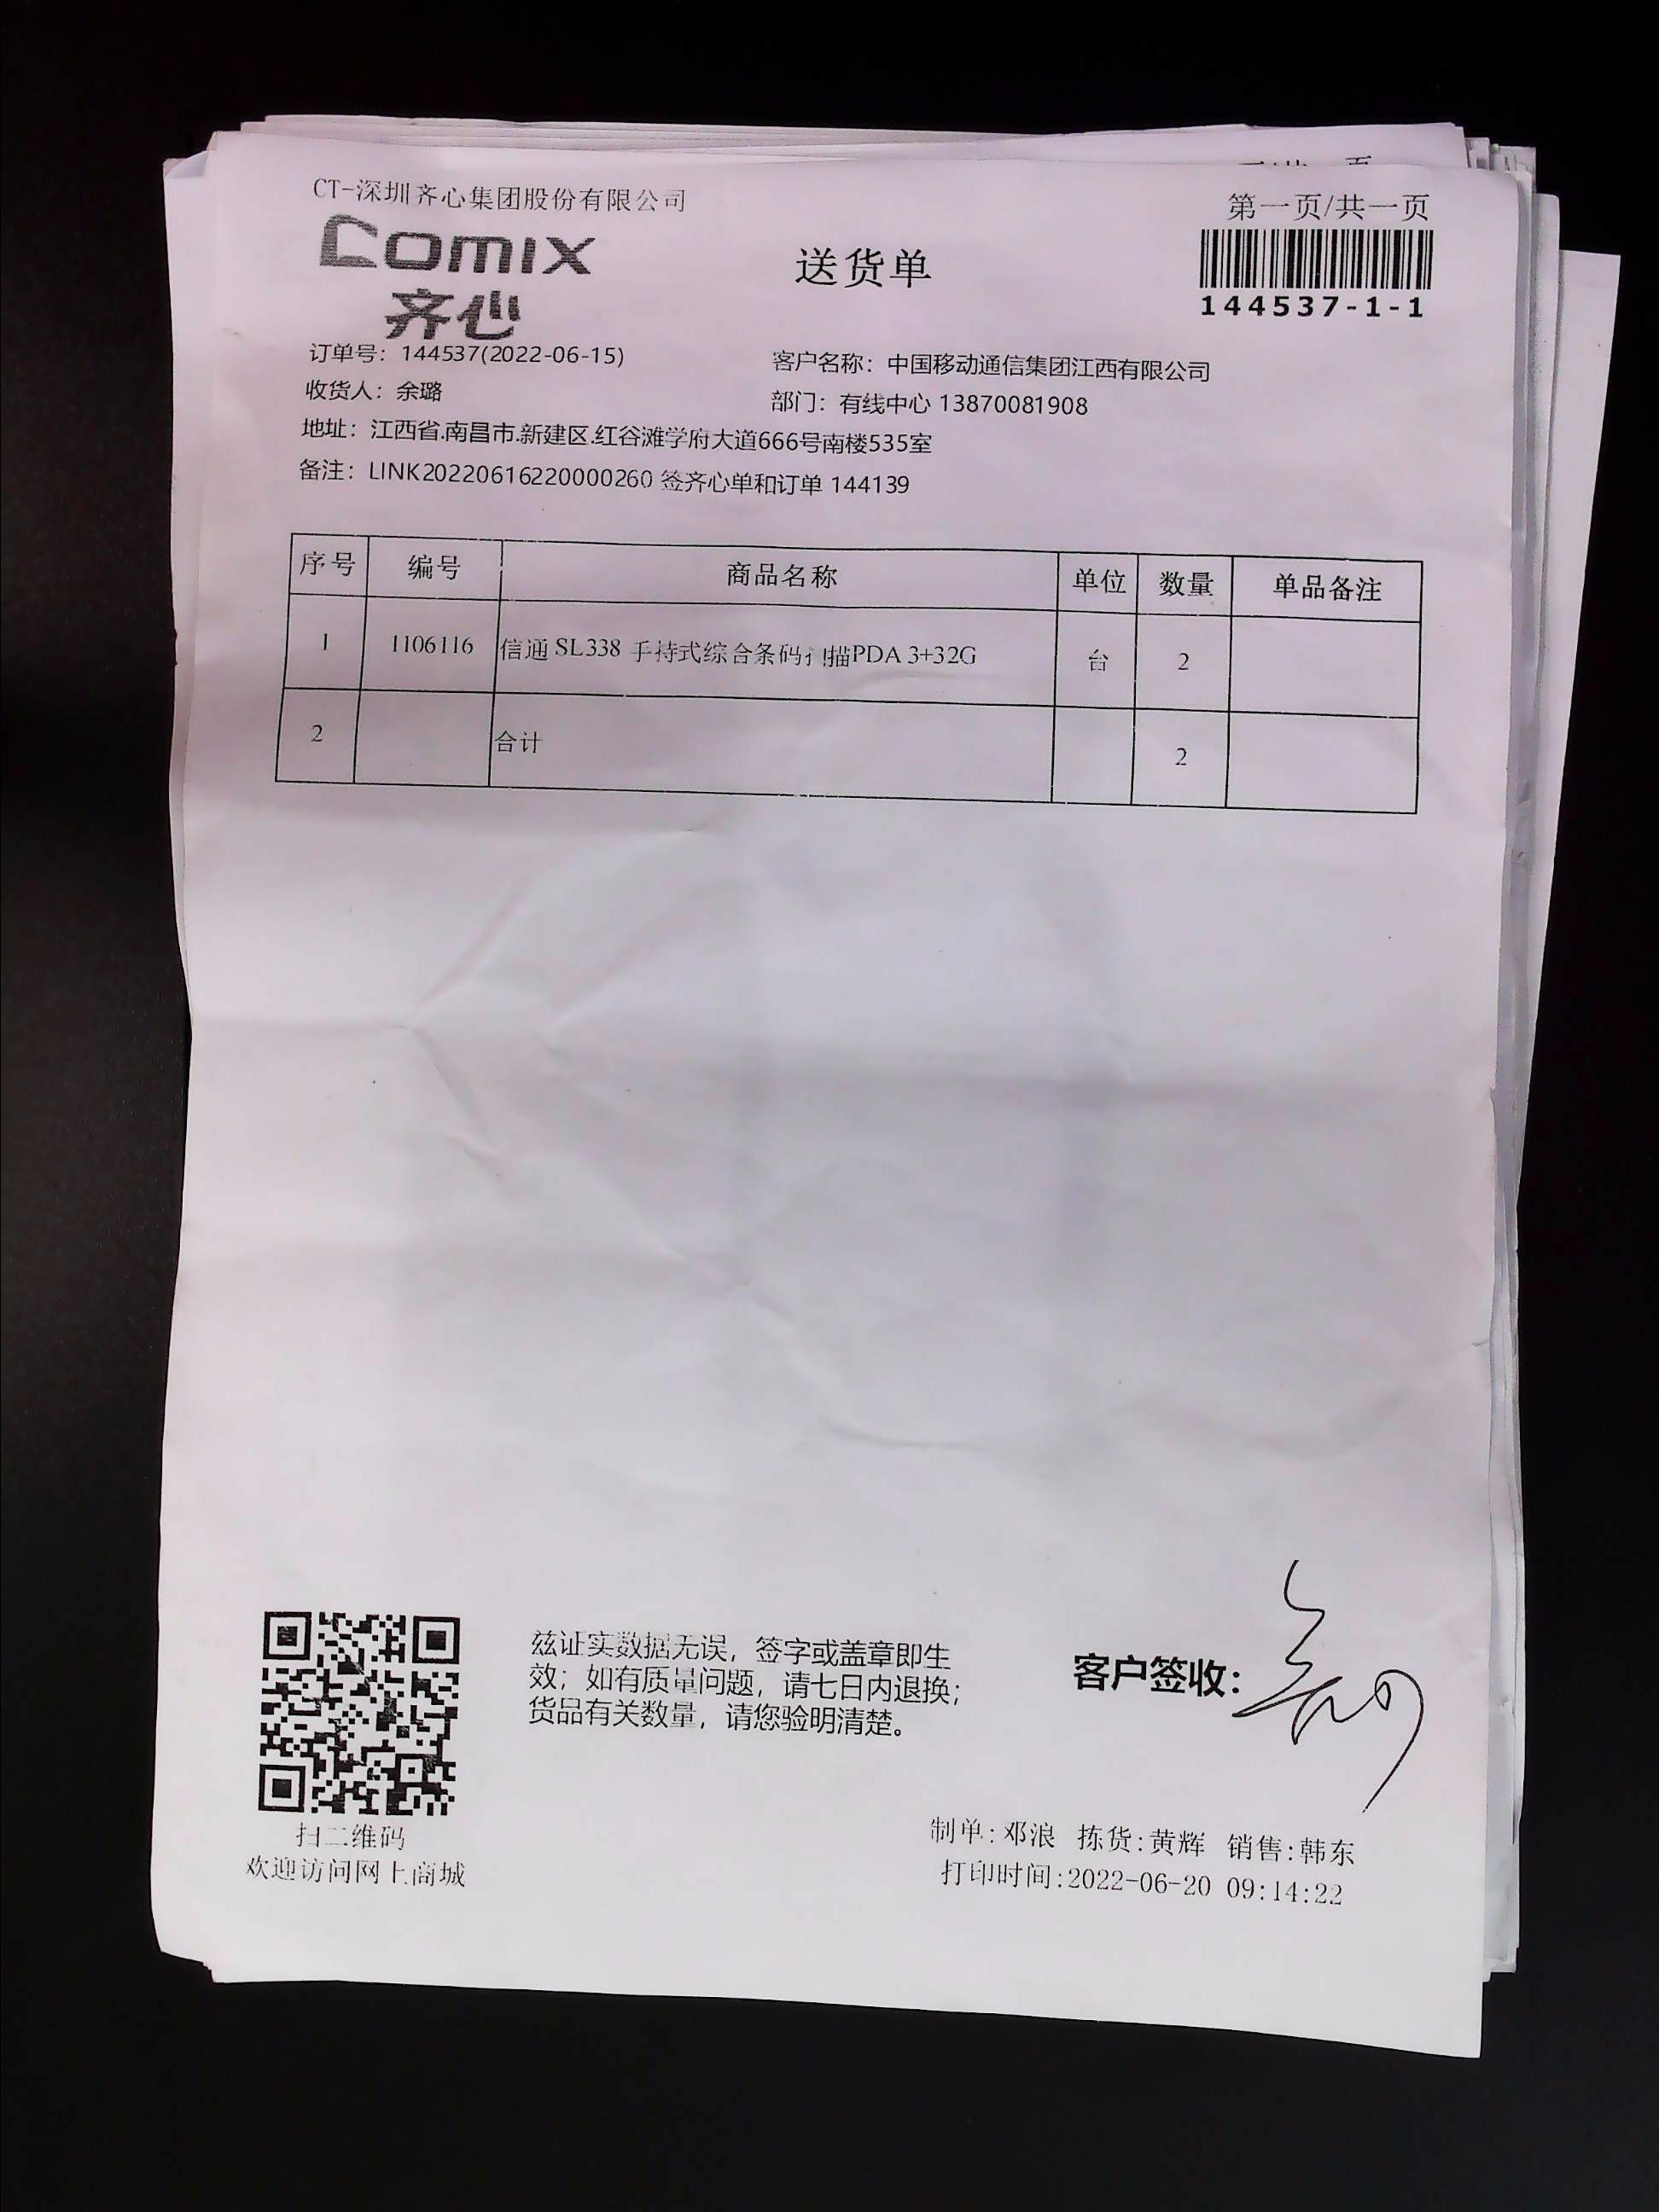 CT-深圳齐心集团股份有限公司
第一页/共一页
comix
齐心
送货单
144537-1-1
订单号：144537(2022-06-15)
客户名称：中国移动通信集团江西有限公司
收货人：余璐
部门：有线中心 13870081908
地址：江西省.南昌市.新建区.红谷滩学府大道666号南楼535室
备注：LINK20220616220000260 签齐心单和订单 144139
序号 编号 商品名称 单位 数量 单品备注
1 1106116 信通 SL338 手持式综合条码扫描PDA 3+32G 台 2
2 合计 2
兹证实数据无误，签字或盖章即生
效；如有质量问题，请七日内退换；
货品有关数量，请您验明清楚。
客户签收：
扫二维码
欢迎访问网上商城
制单:邓浪 拣货:黄辉 销售:韩东
打印时间:2022-06-20 09:14:22